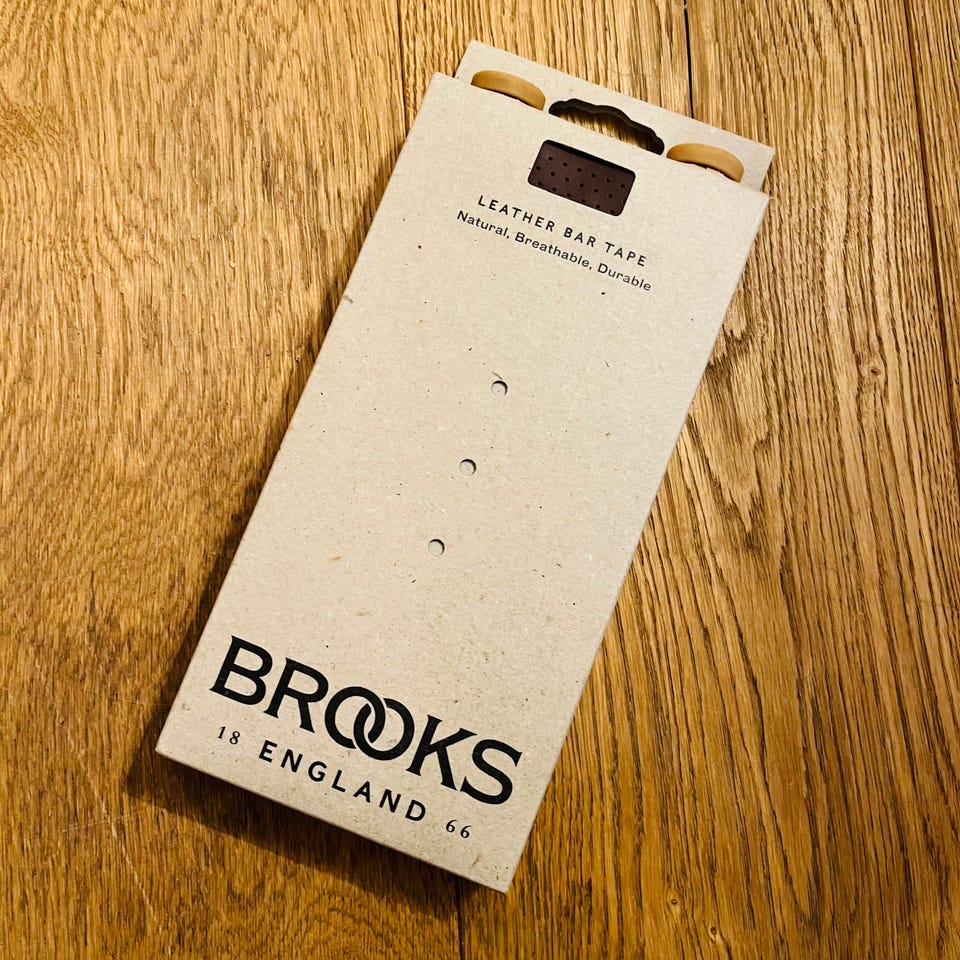 LEATHER BAR TAPE
Natural, Breathable, Durable
BROOKS
18 ENGLAND 66